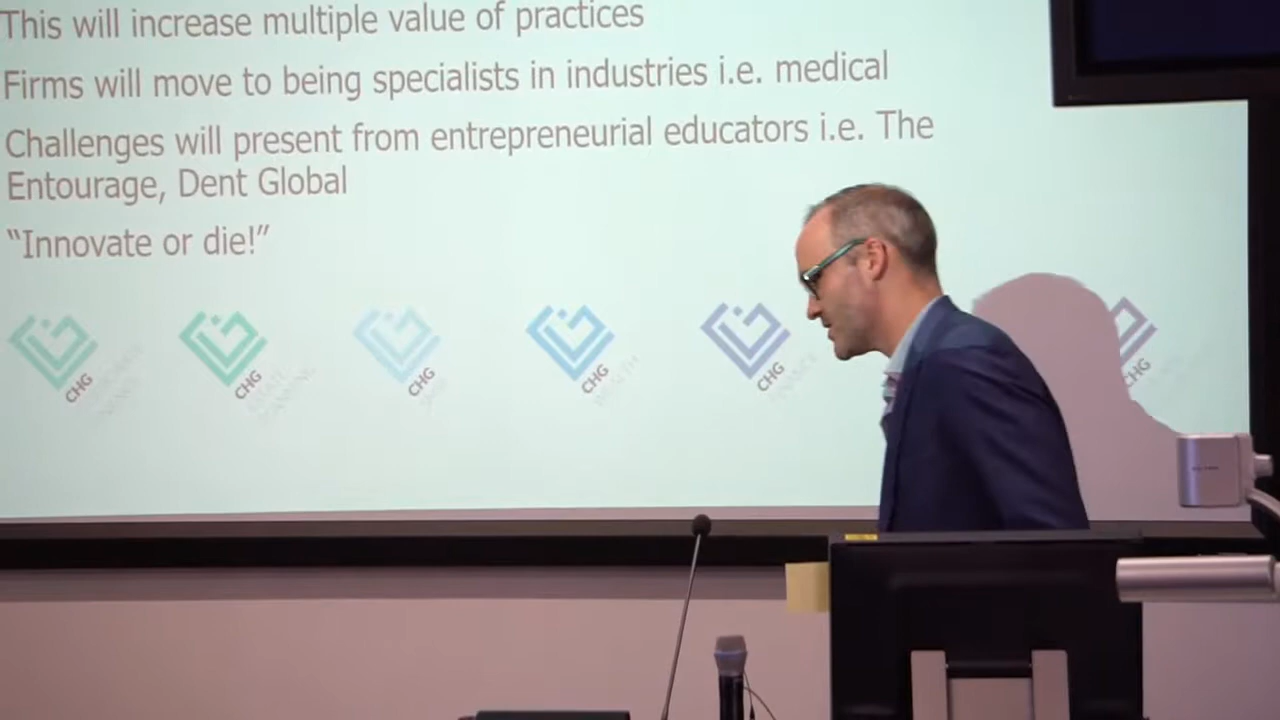 This will increase multiple value of practices
Firms will move to being specialists in industries i.e. medical
Challenges will present from entrepreneurial educators i.e. The
Entourage, Dent Global
“Innovate or die!”
CHG
CHG
CHG
CHG
CHG
CHG